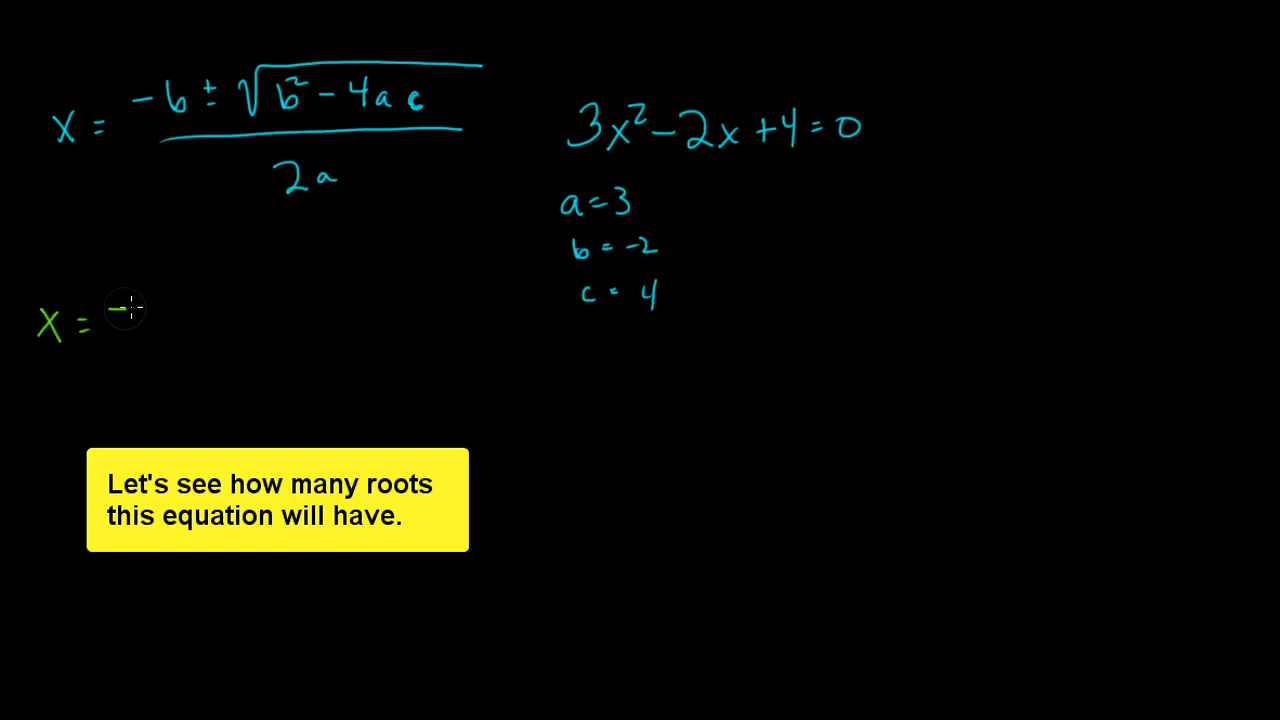 x = -b ± √b² - 4ac / 2a
3x² - 2x + 4 = 0
a = 3
b = -2
c = 4
x = -
Let's see how many roots
this equation will have.